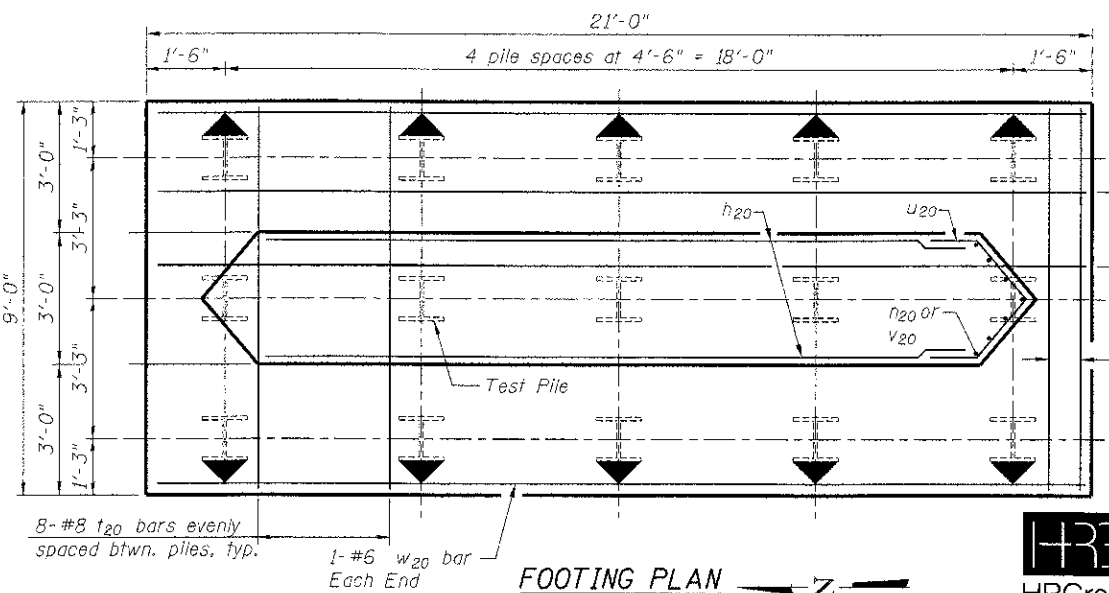 21'-0"
1'-6"
4 pile spaces at 4'-6" = 18'-0"
1'-6"
9'-0"
3'-0"
3'-0"
3'-0"
1'-3"
3'-3"
3'-3"
1'-3"
h20
u20
n20 or
v20
Test Pile
8-#8 t20 bars evenly
spaced btwn. piles, typ.
1-#6 w20 bar
Each End
FOOTING PLAN
Z